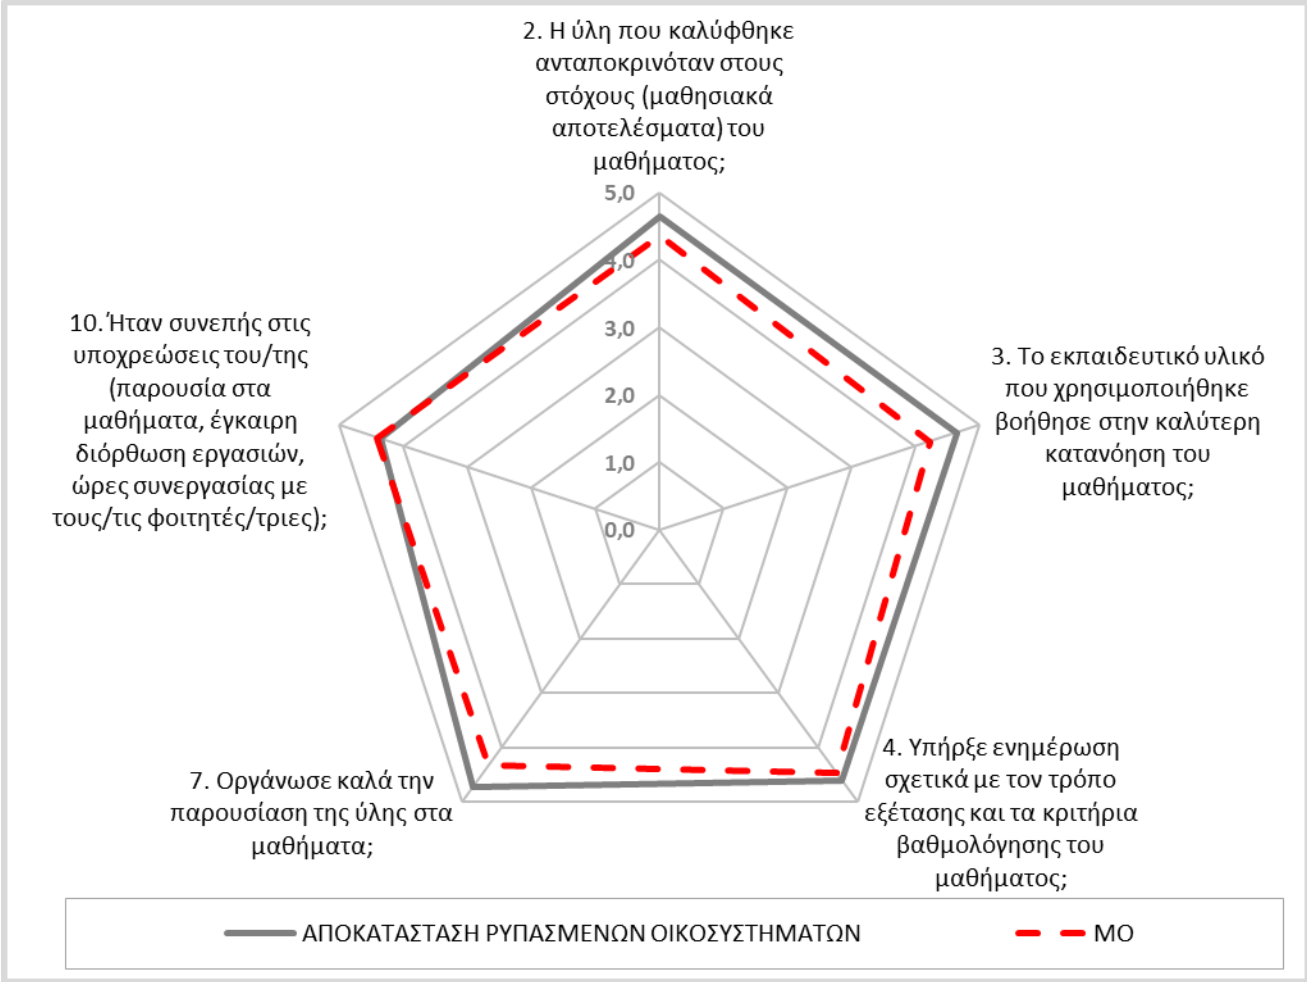 2. Η ύλη που καλύφθηκε
ανταποκρινόταν στους
στόχους (μαθησιακά
αποτελέσματα) του
μαθήματος;
5,0
4,0
3,0
2,0
1,0
0,0
3. Το εκπαιδευτικό υλικό
που χρησιμοποιήθηκε
βοήθησε στην καλύτερη
κατανόηση του
μαθήματος;
4. Υπήρξε ενημέρωση
σχετικά με τον τρόπο
εξέτασης και τα κριτήρια
βαθμολόγησης του
μαθήματος;
7. Οργάνωσε καλά την
παρουσίαση της ύλης στα
μαθήματα;
10. Ήταν συνεπής στις
υποχρεώσεις του/της
(παρουσία στα
μαθήματα, έγκαιρη
διόρθωση εργασιών,
ώρες συνεργασίας με
τους/τις φοιτητές/τριες);
ΑΠΟΚΑΤΑΣΤΑΣΗ ΡΥΠΑΣΜΕΝΩΝ ΟΙΚΟΣΥΣΤΗΜΑΤΩΝ
ΜΟ